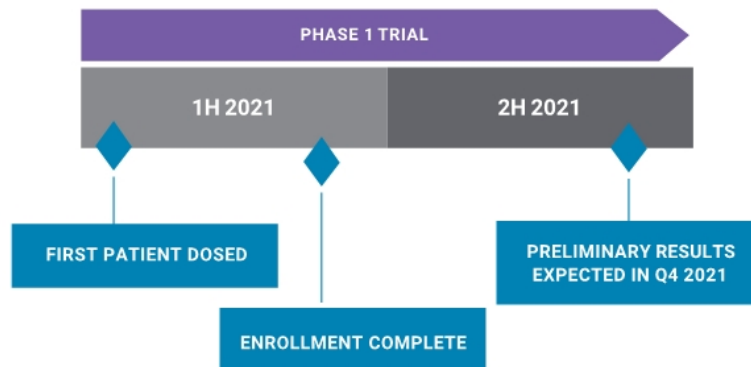 PHASE 1 TRIAL
1H 2021
2H 2021
FIRST PATIENT DOSED
ENROLLMENT COMPLETE
PRELIMINARY RESULTS
EXPECTED IN Q4 2021